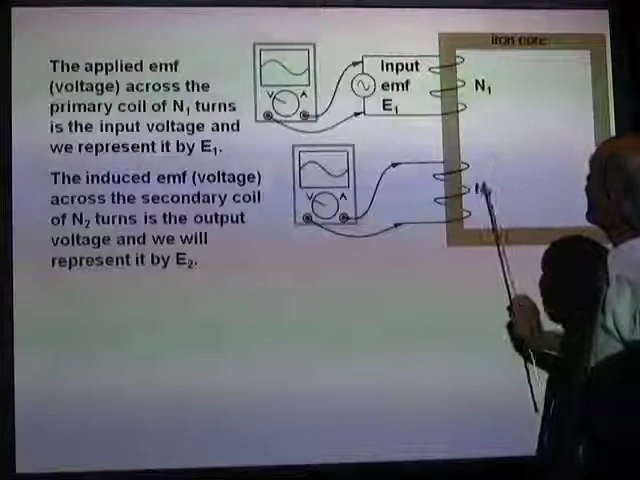 The applied emf
(voltage) across the
primary coil of N₁ turns
is the input voltage and
we represent it by E₁.
The induced emf (voltage)
across the secondary coil
of N₂ turns is the output
voltage and we will
represent it by E₂.
V A
Input
emf
E₁
iron core
N₁
V A